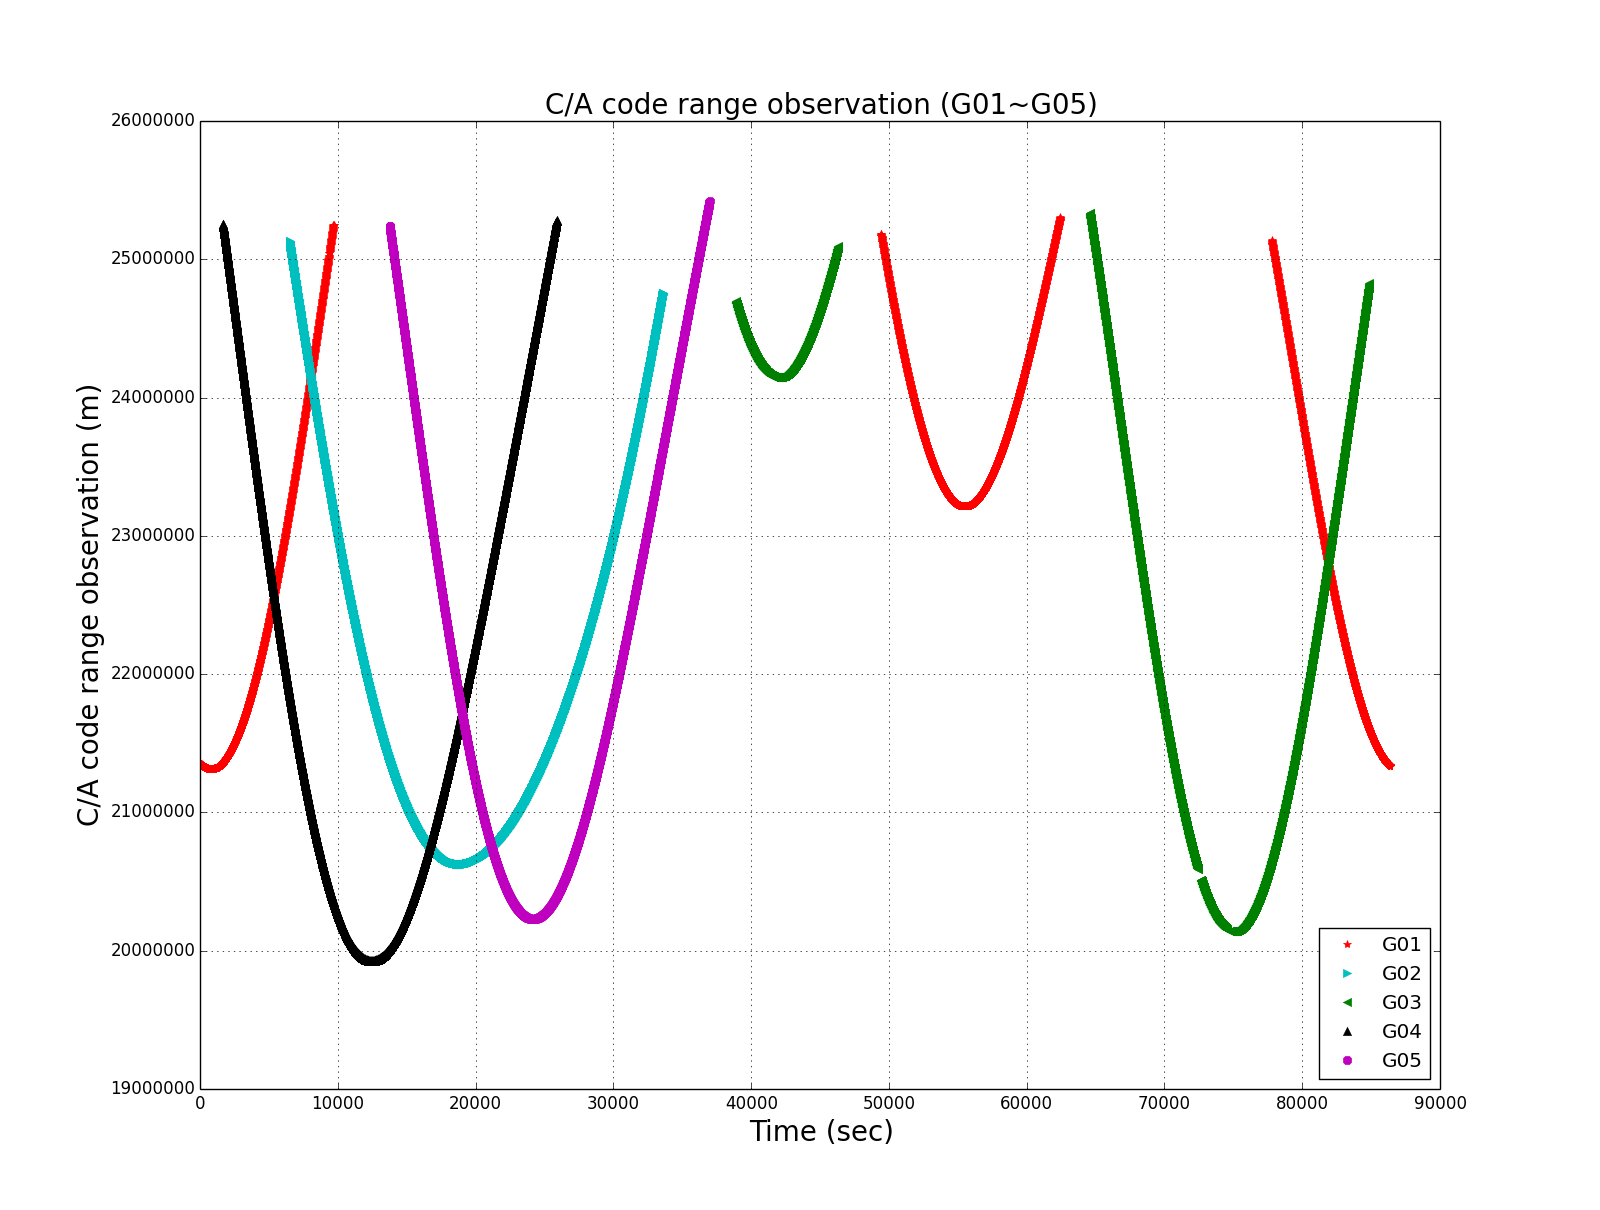 C/A code range observation (G01~G05)
26000000
25000000
24000000
23000000
22000000
21000000
20000000
19000000
C/A code range observation (m)
0 10000 20000 30000 40000 50000 60000 70000 80000 90000
Time (sec)
G01
G02
G03
G04
G05